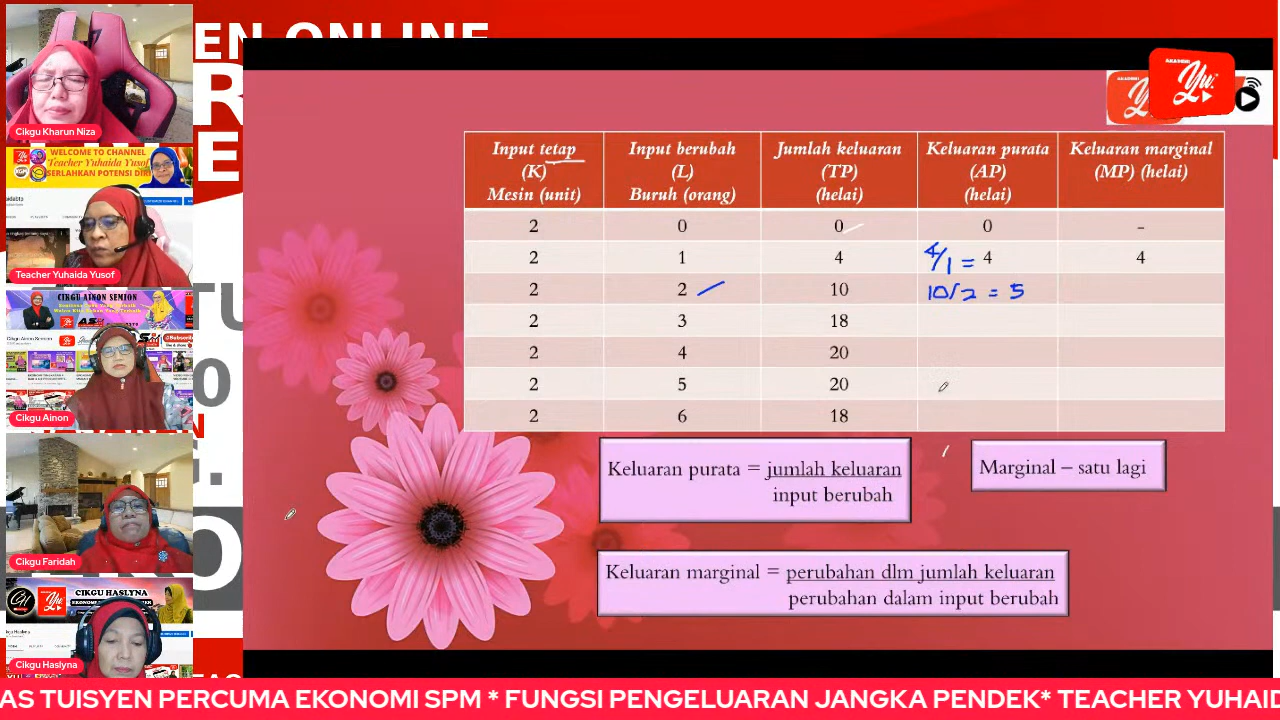 EN ONLINE
Cikgu Kharun Niza
WELCOME TO CHANNEL
Teacher Yuhaida Yusof
SERLAHKAN POTENSI DIRI
Teacher Yuhaida Yusof
CIKGU AINON SEMION
Cikgu Ainon
Cikgu Faridah
CIKGU HASLYNA
Cikgu Haslyna
AKADEMI
Yu
Input tetap
(K)
Mesin (unit)
Input berubah
(L)
Buruh (orang)
Jumlah keluaran
(TP)
(helai)
Keluaran purata
(AP)
(helai)
Keluaran marginal
(MP) (helai)
2 0 0 0 -
2 1 4 4/1 = 4 4
2 2 10 10/2 = 5
2 3 18
2 4 20
2 5 20
2 6 18
Keluaran purata = jumlah keluaran
input berubah
Marginal – satu lagi
Keluaran marginal = perubahan dlm jumlah keluaran
perubahan dalam input berubah
AS TUISYEN PERCUMA EKONOMI SPM * FUNGSI PENGELUARAN JANGKA PENDEK* TEACHER YUHAID